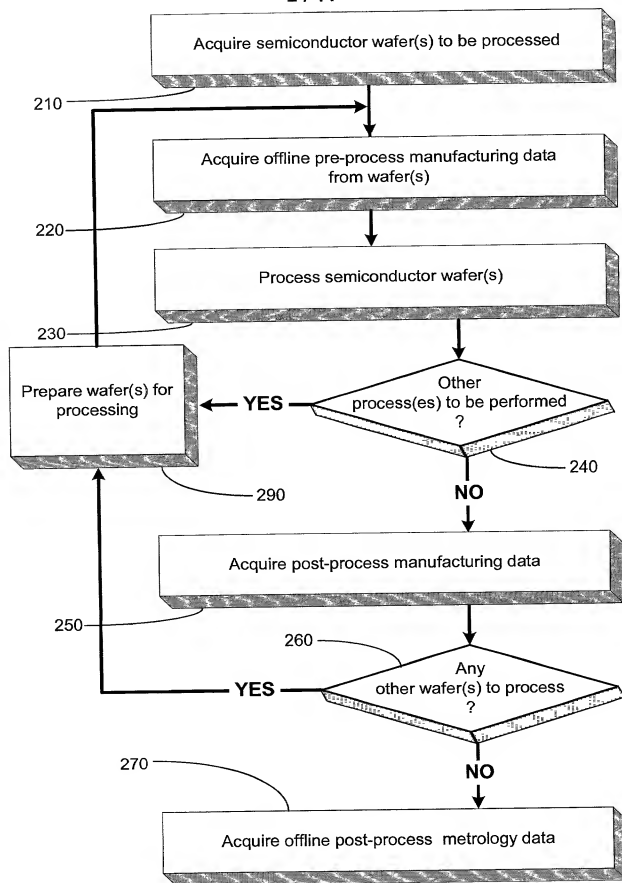 Acquire semiconductor wafer(s) to be processed
210
Acquire offline pre-process manufacturing data
from wafer(s)
220
Process semiconductor wafer(s)
230
Prepare wafer(s) for
processing
YES
Other
process(es) to be performed
?
240
290
NO
Acquire post-process manufacturing data
250
260
Any
other wafer(s) to process
?
YES
NO
270
Acquire offline post-process metrology data